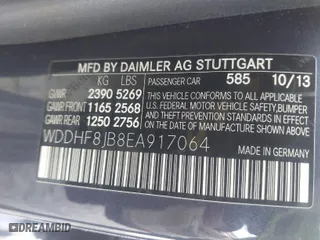 MFD BY DAIMLER AG STUTTGART
KG LBS 585 10/13
GAWR 2390 5269 THIS VEHICLE CONFORMS TO ALL
GAWR FRONT 1165 2568 APPLICABLE U.S. FEDERAL MOTOR
GAWR REAR 1250 2756 VEHICLE SAFETY, BUMPER,
AND THEFT PREVENTION STANDARDS
IN EFFECT ON THE DATE OF
MANUFACTURE SHOWN ABOVE.
WDDHF8JB8EA917064
PASSENGER CAR MADE IN GERMANY
DREAMBID DREAMBID